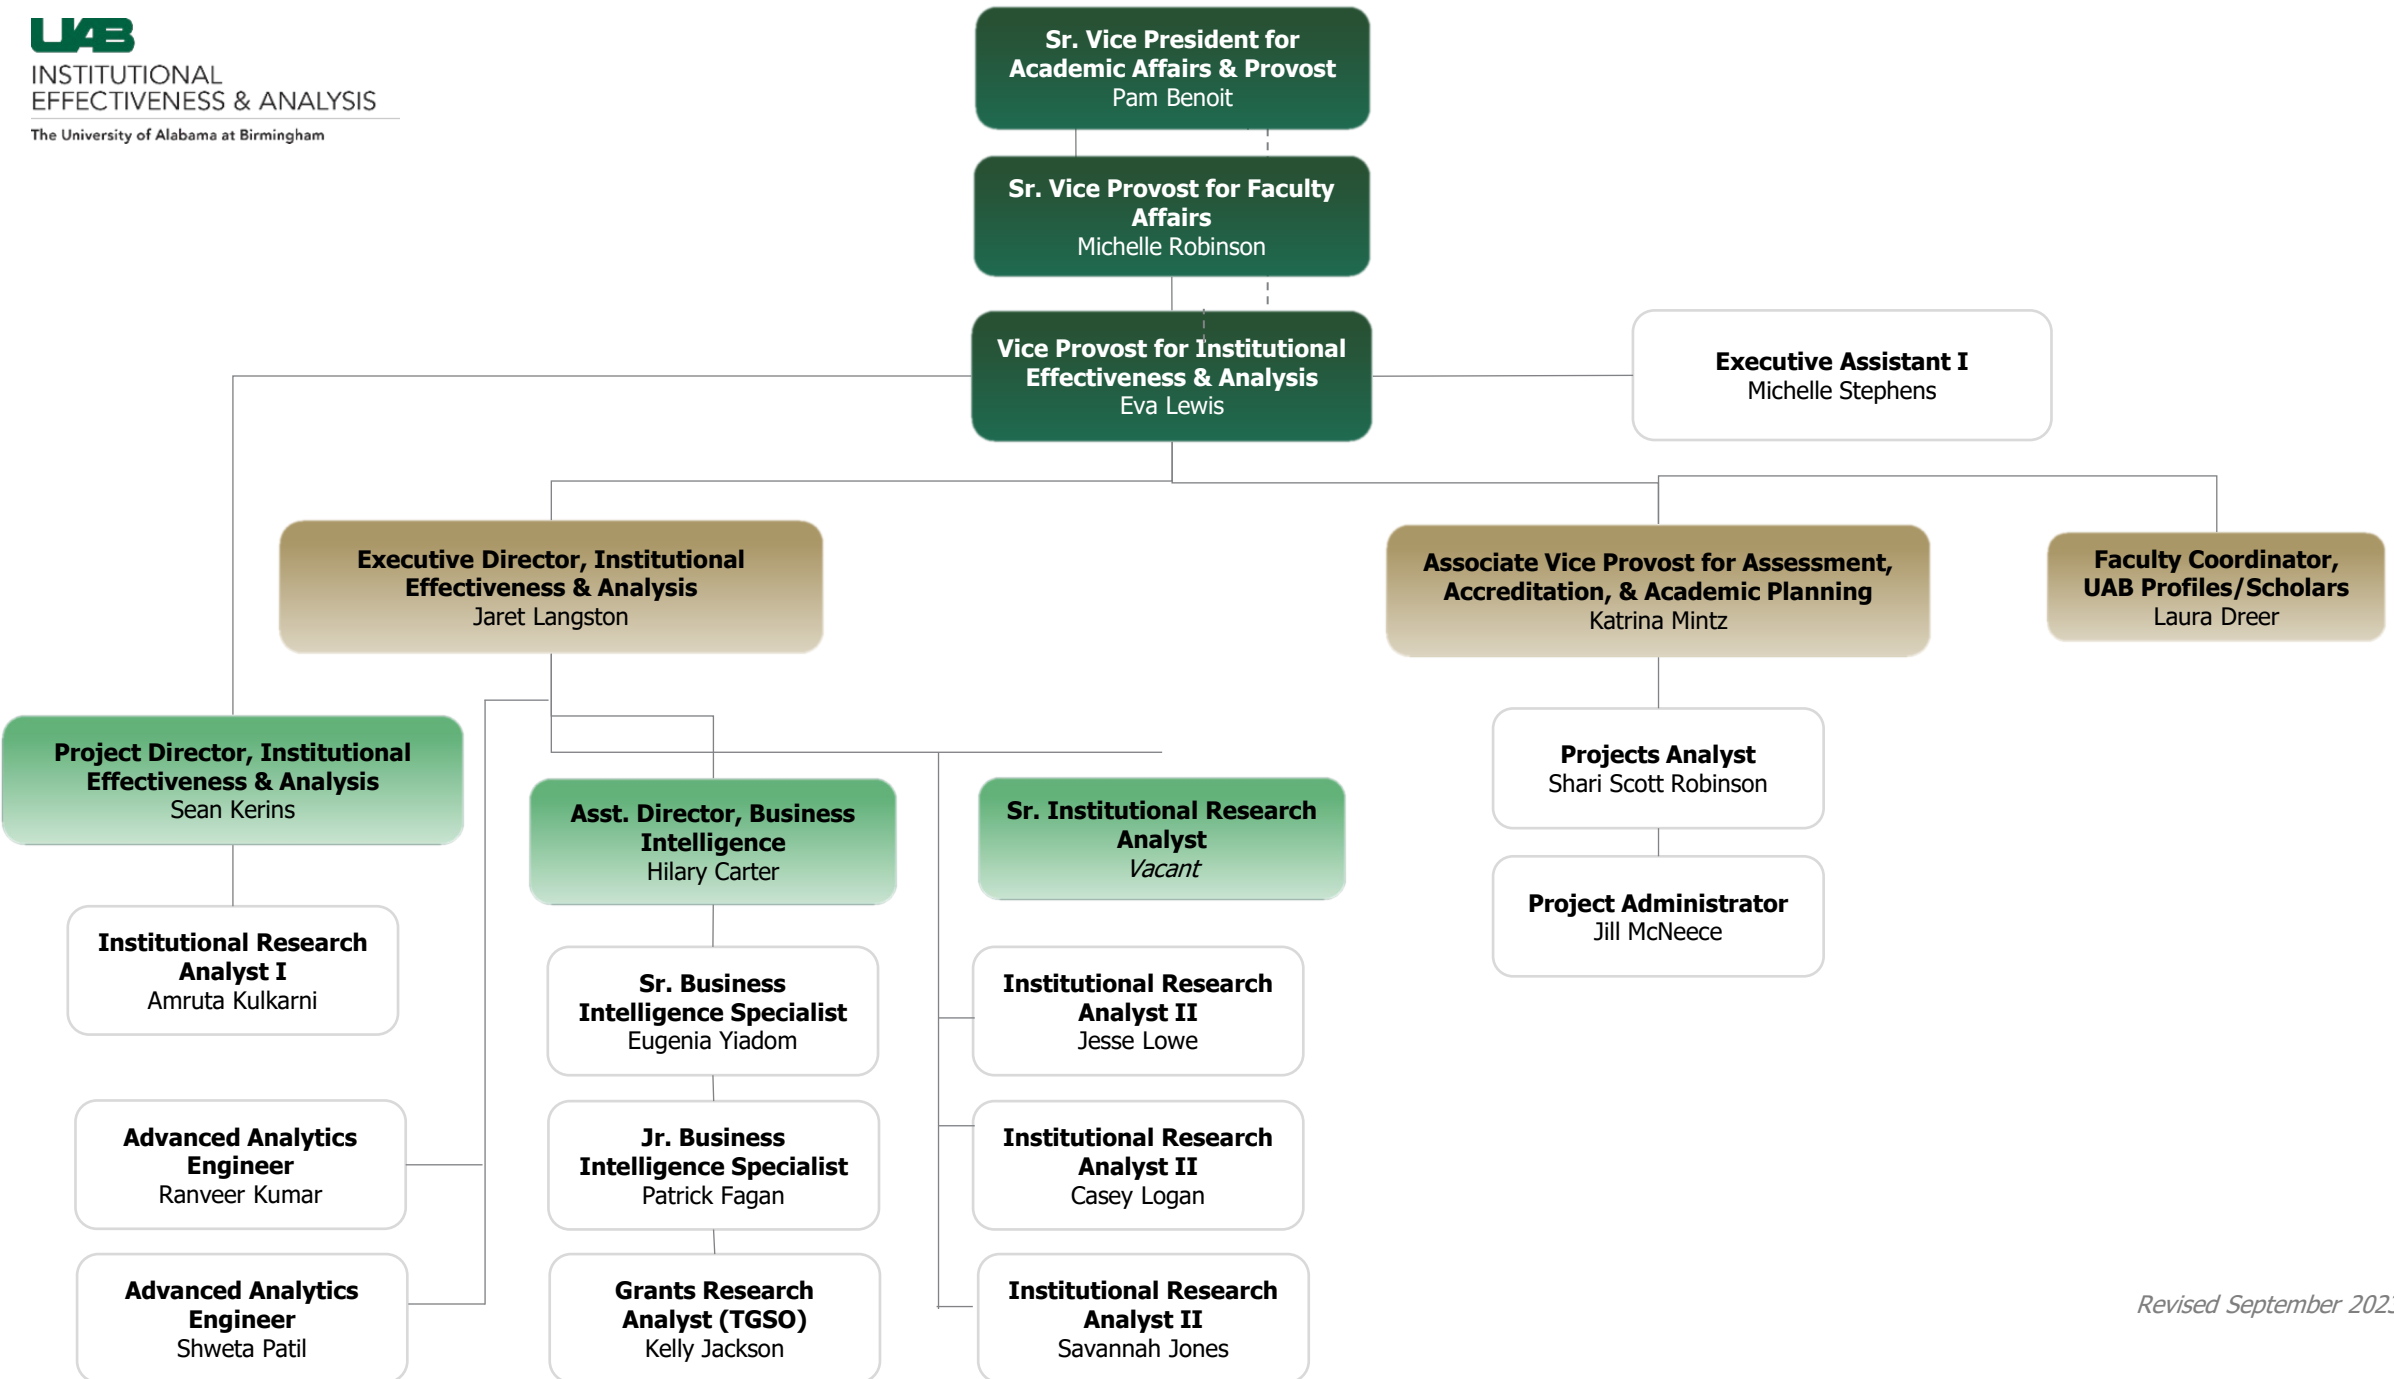 UAB
INSTITUTIONAL
EFFECTIVENESS & ANALYSIS
The University of Alabama at Birmingham
Sr. Vice President for
Academic Affairs & Provost
Pam Benoit
Sr. Vice Provost for Faculty
Affairs
Michelle Robinson
Vice Provost for Institutional
Effectiveness & Analysis
Eva Lewis
Executive Assistant I
Michelle Stephens
Executive Director, Institutional
Effectiveness & Analysis
Jaret Langston
Associate Vice Provost for Assessment,
Accreditation, & Academic Planning
Katrina Mintz
Faculty Coordinator,
UAB Profiles/Scholars
Laura Dreer
Project Director, Institutional
Effectiveness & Analysis
Sean Kerins
Asst. Director, Business
Intelligence
Hilary Carter
Sr. Institutional Research
Analyst
Vacant
Projects Analyst
Shari Scott Robinson
Project Administrator
Jill McNeece
Institutional Research
Analyst I
Amruta Kulkarni
Sr. Business
Intelligence Specialist
Eugenia Yiadom
Institutional Research
Analyst II
Jesse Lowe
Advanced Analytics
Engineer
Ranveer Kumar
Jr. Business
Intelligence Specialist
Patrick Fagan
Institutional Research
Analyst II
Casey Logan
Advanced Analytics
Engineer
Shweta Patil
Grants Research
Analyst (TGSO)
Kelly Jackson
Institutional Research
Analyst II
Savannah Jones
Revised September 2023